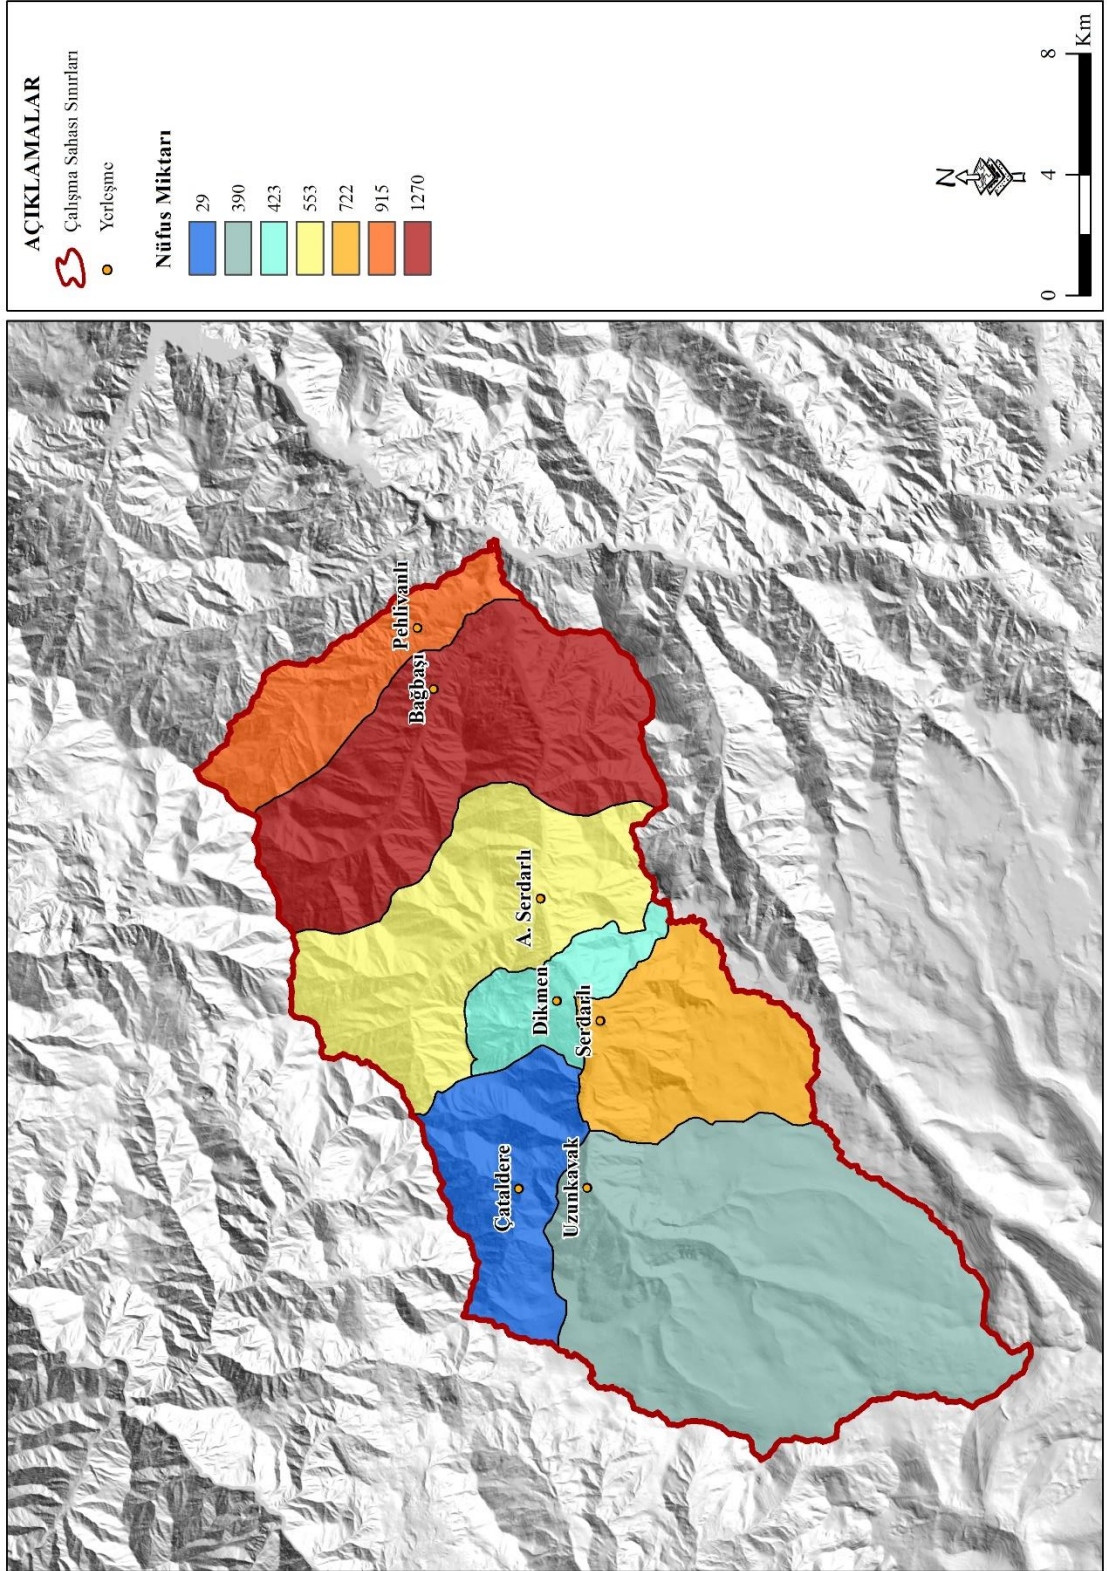 AÇIKLAMALAR
Çalışma Sahası Sınırları
Yerleşme
Nüfus Miktarı
29
390
423
553
722
915
1270
N
0 4 8
Km
Pehlivanlı
Bağbaşı
A. Serdarlı
Dikmen
Serdarlı
Çataldere
Uzunkavak